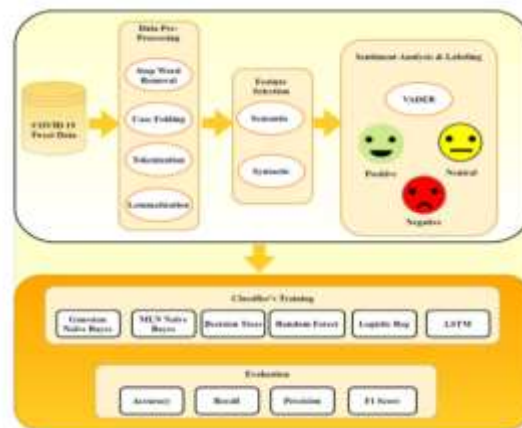 Data Pre-
Processing
Stop Word
Removal
Case Folding
Tokenization
Lemmatization
COVID-19
Tweet Data
Feature
Selection
Semantic
Syntactic
Sentiment Analysis & Labeling
VADER
Positive
Neutral
Negative
Classifier's Training
Gaussian
Naïve Bayes
MLN Naïve
Bayes
Decision Trees
Random Forest
Logistic Reg
LSTM
Evaluation
Accuracy
Recall
Precision
F1 Score